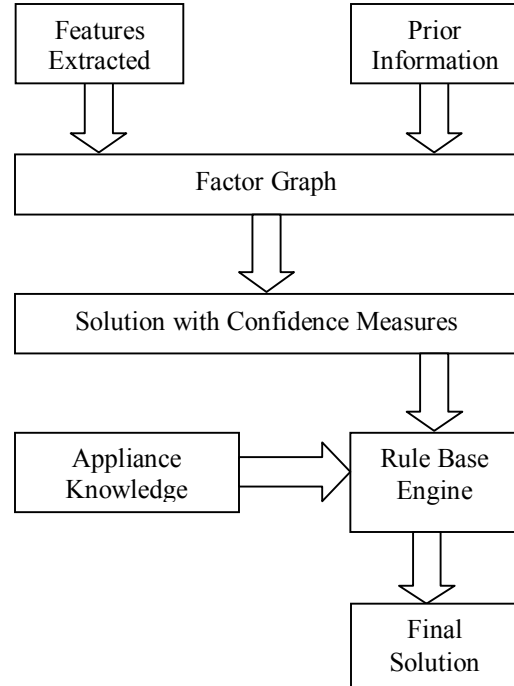 Features
Extracted
Prior
Information
Factor Graph
Solution with Confidence Measures
Appliance
Knowledge
Rule Base
Engine
Final
Solution